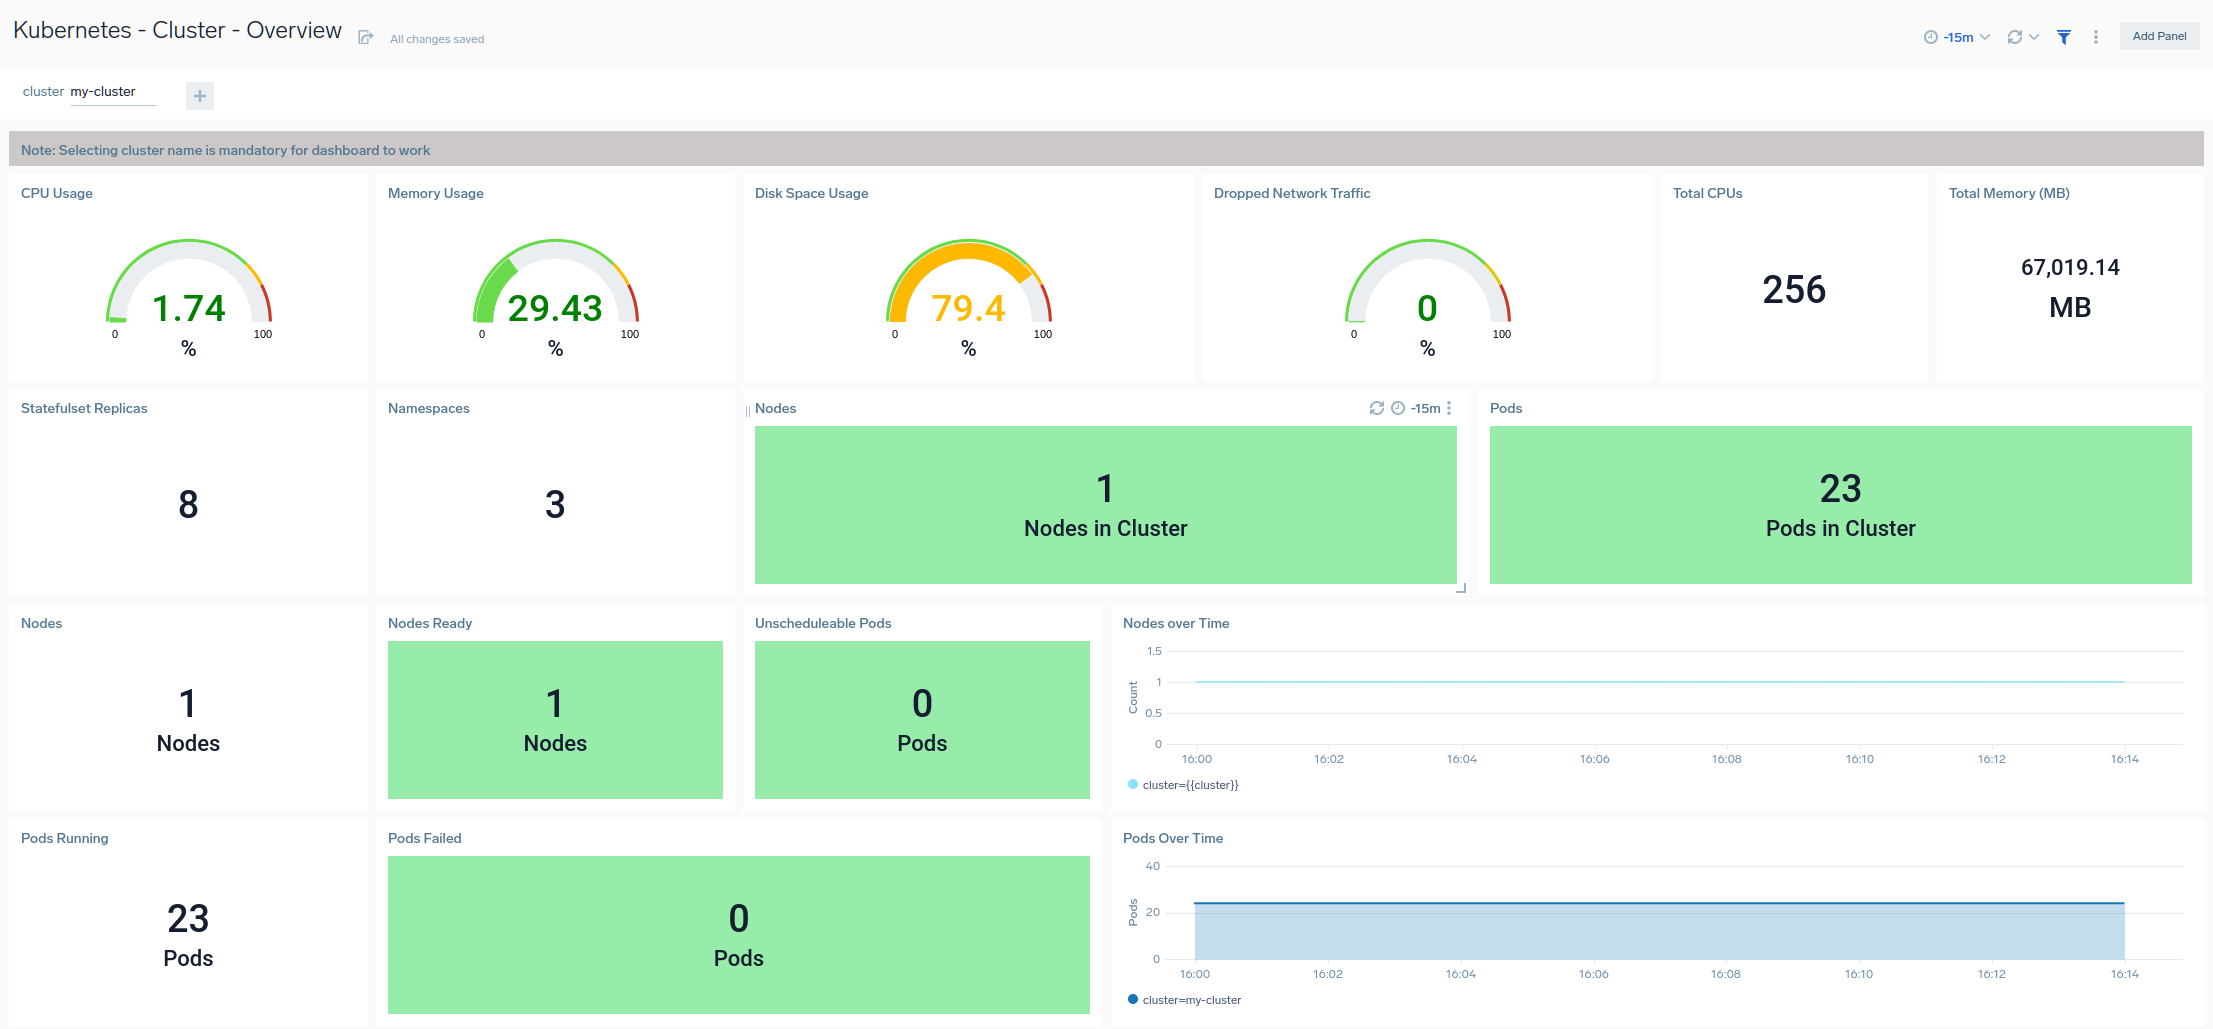 Kubernetes - Cluster - Overview
All changes saved
-15m
Add Panel
cluster my-cluster
+
Note: Selecting cluster name is mandatory for dashboard to work
CPU Usage
1.74
0 100
%
Memory Usage
29.43
0 100
%
Disk Space Usage
79.4
0 100
%
Dropped Network Traffic
0
0 100
%
Total CPUs
256
Total Memory (MB)
67,019.14
MB
Statefulset Replicas
8
Namespaces
3
Nodes
-15m
1
Nodes in Cluster
Pods
23
Pods in Cluster
Nodes
1
Nodes
Nodes Ready
1
Nodes
Unscheduleable Pods
0
Pods
Nodes over Time
Count
1.5
1
0.5
0
16:00 16:02 16:04 16:06 16:08 16:10 16:12 16:14
cluster={{cluster}}
Pods Running
23
Pods
Pods Failed
0
Pods
Pods Over Time
Pods
40
20
0
16:00 16:02 16:04 16:06 16:08 16:10 16:12 16:14
cluster=my-cluster